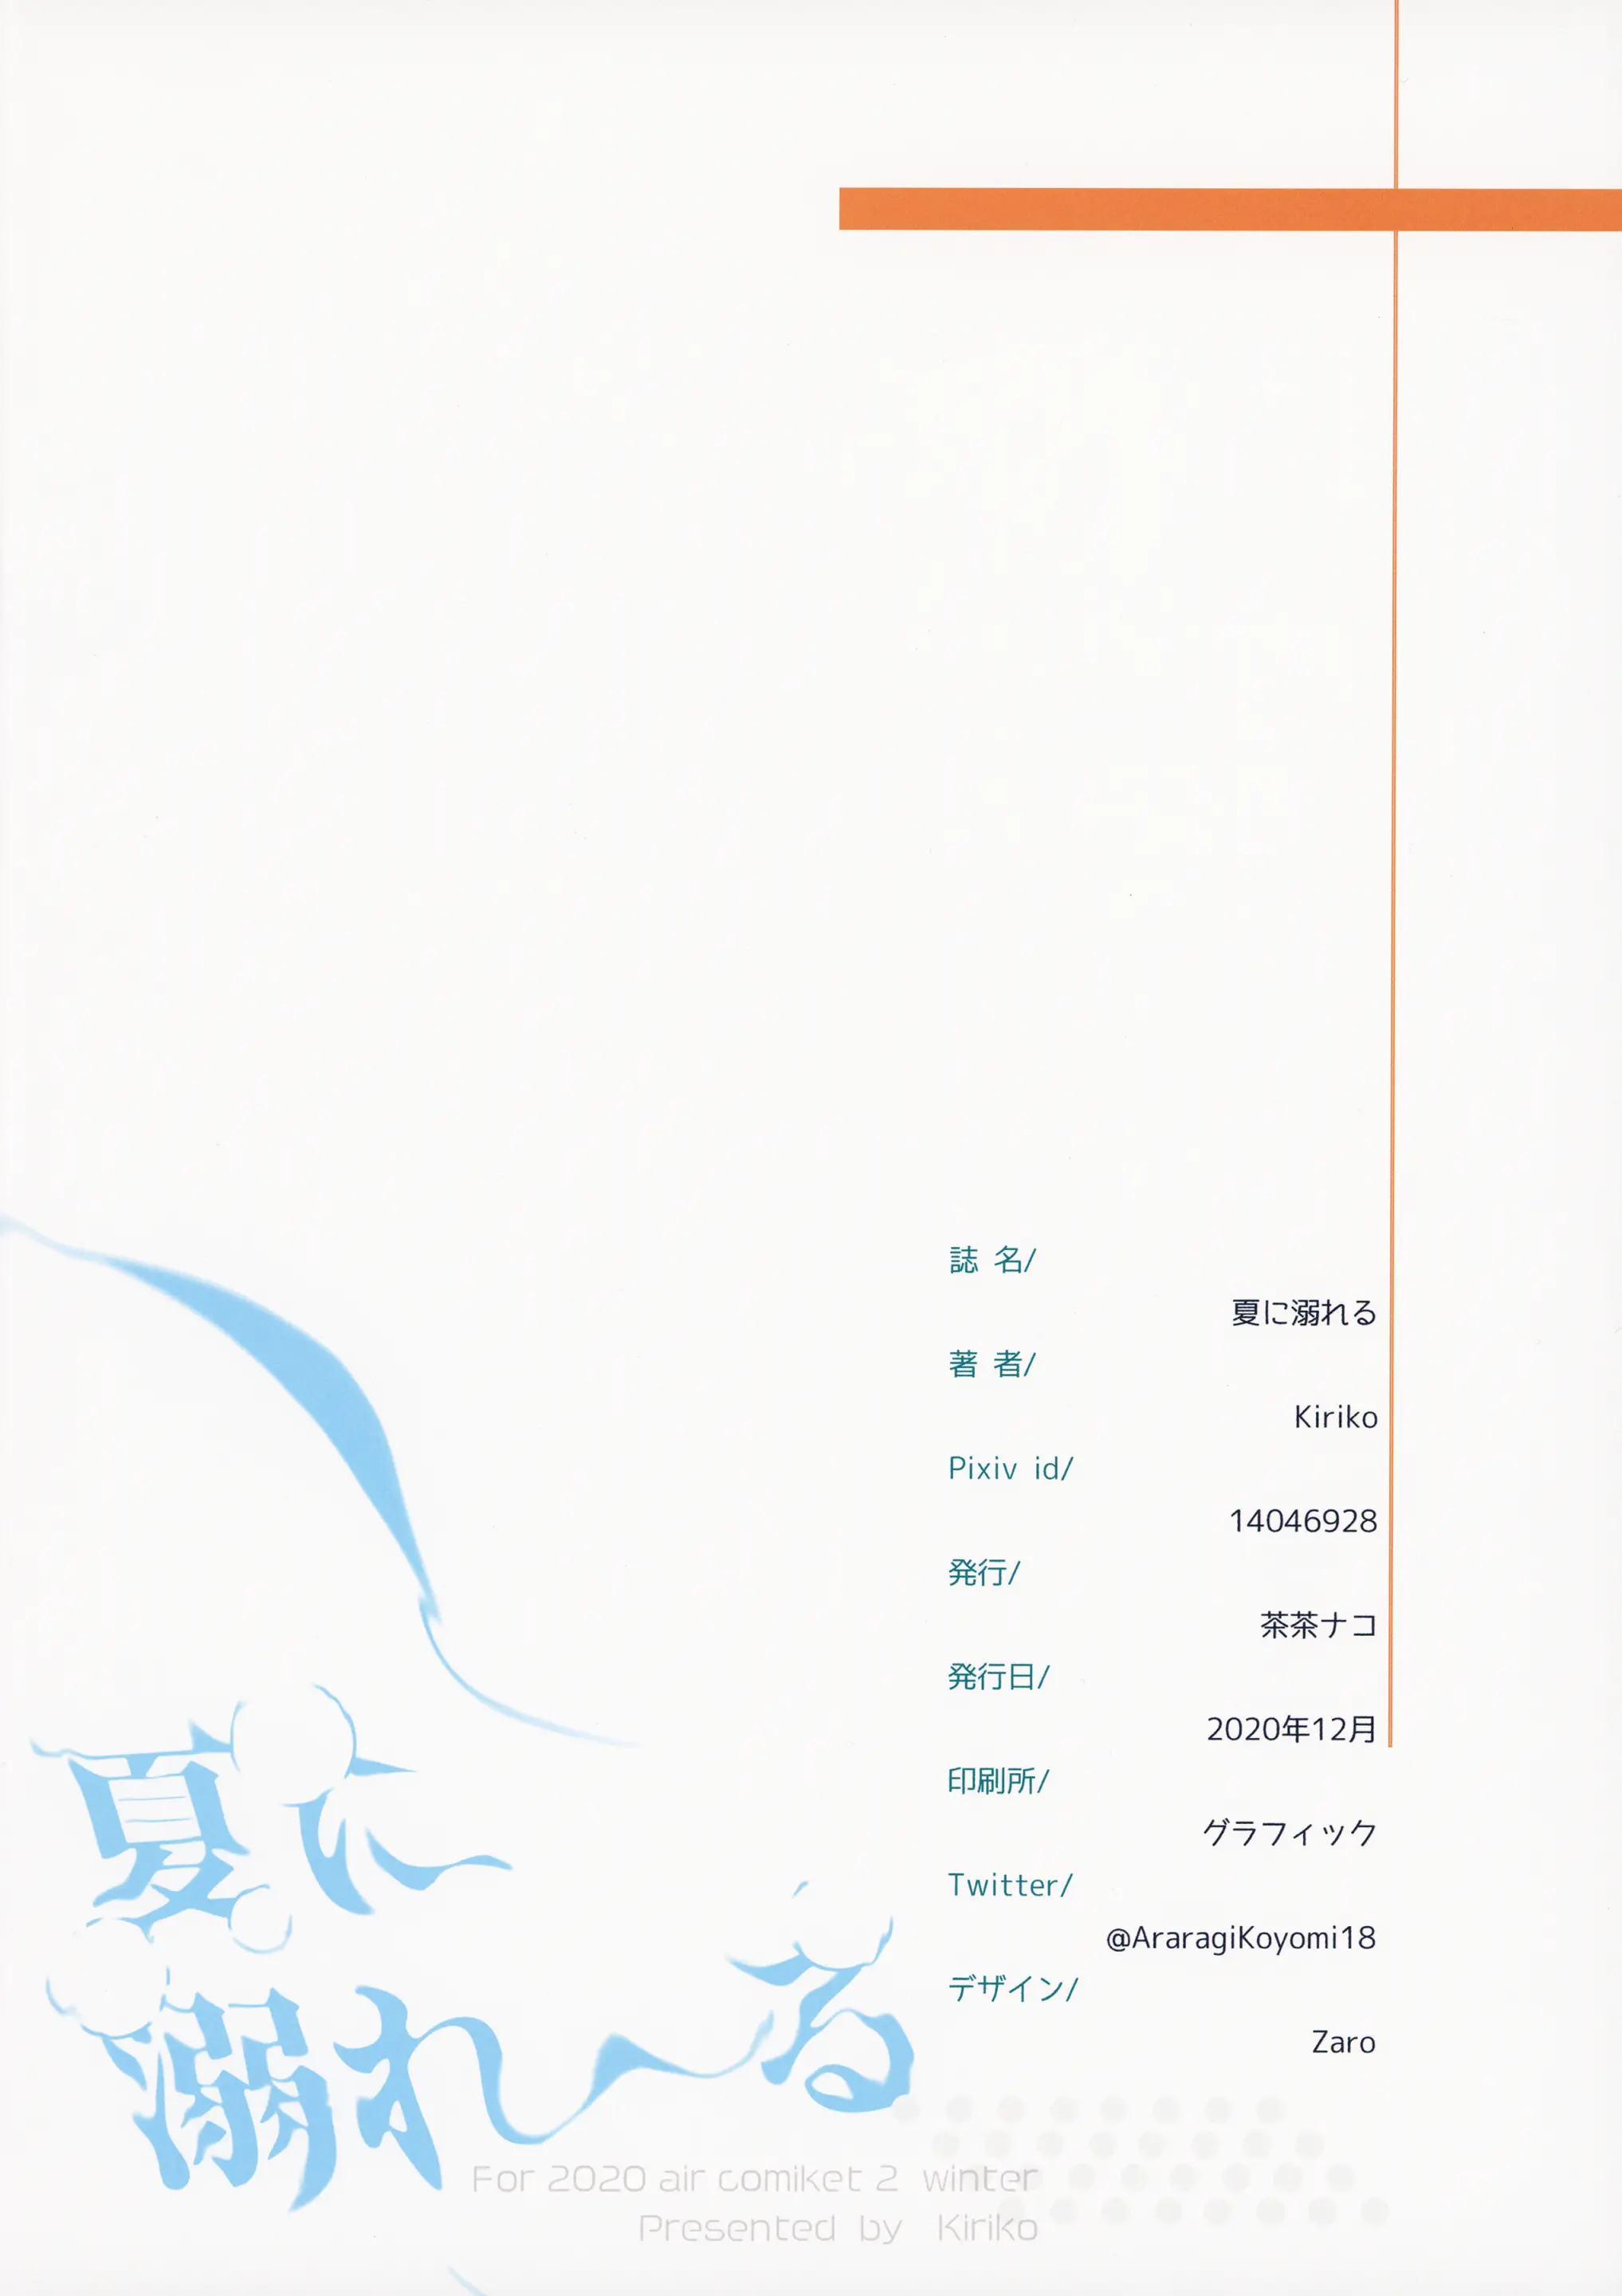 誌 名/
夏に溺れる
著 者/
Kiriko
Pixiv id/
14046928
発行/
茶茶ナコ
発行日/
2020年12月
印刷所/
グラフィック
Twitter/
@AraragiKoyomi18
デザイン/
Zaro
夏に
溺れる
For 2020 air comiket 2 winter
Presented by Kiriko